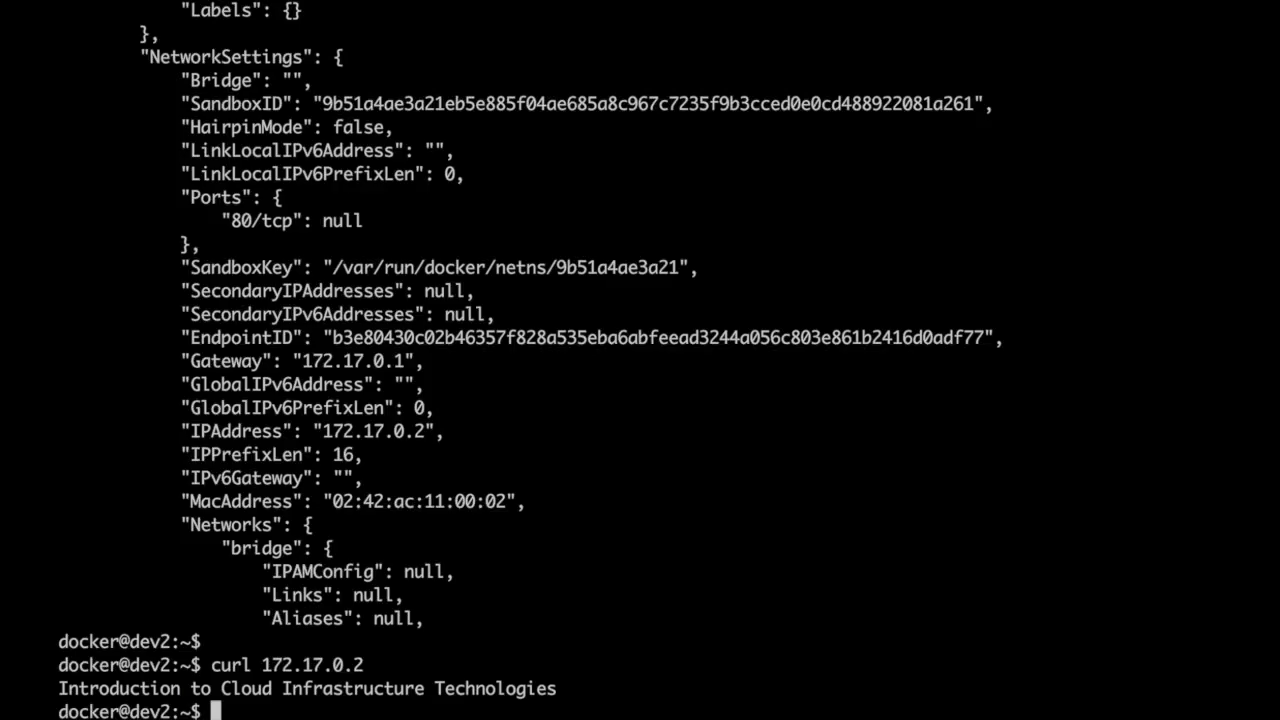 "Labels": {}
},
"NetworkSettings": {
"Bridge": "",
"SandboxID": "9b51a4ae3a21eb5e885f04ae685a8c967c7235f9b3cced0e0cd488922081a261",
"HairpinMode": false,
"LinkLocalIPv6Address": "",
"LinkLocalIPv6PrefixLen": 0,
"Ports": {
"80/tcp": null
},
"SandboxKey": "/var/run/docker/netns/9b51a4ae3a21",
"SecondaryIPAddresses": null,
"SecondaryIPv6Addresses": null,
"EndpointID": "b3e80430c02b46357f828a535eba6abfeead3244a056c803e861b2416d0adf77",
"Gateway": "172.17.0.1",
"GlobalIPv6Address": "",
"GlobalIPv6PrefixLen": 0,
"IPAddress": "172.17.0.2",
"IPPrefixLen": 16,
"IPv6Gateway": "",
"MacAddress": "02:42:ac:11:00:02",
"Networks": {
"bridge": {
"IPAMConfig": null,
"Links": null,
"Aliases": null,
docker@dev2:~$
docker@dev2:~$ curl 172.17.0.2
Introduction to Cloud Infrastructure Technologies
docker@dev2:~$